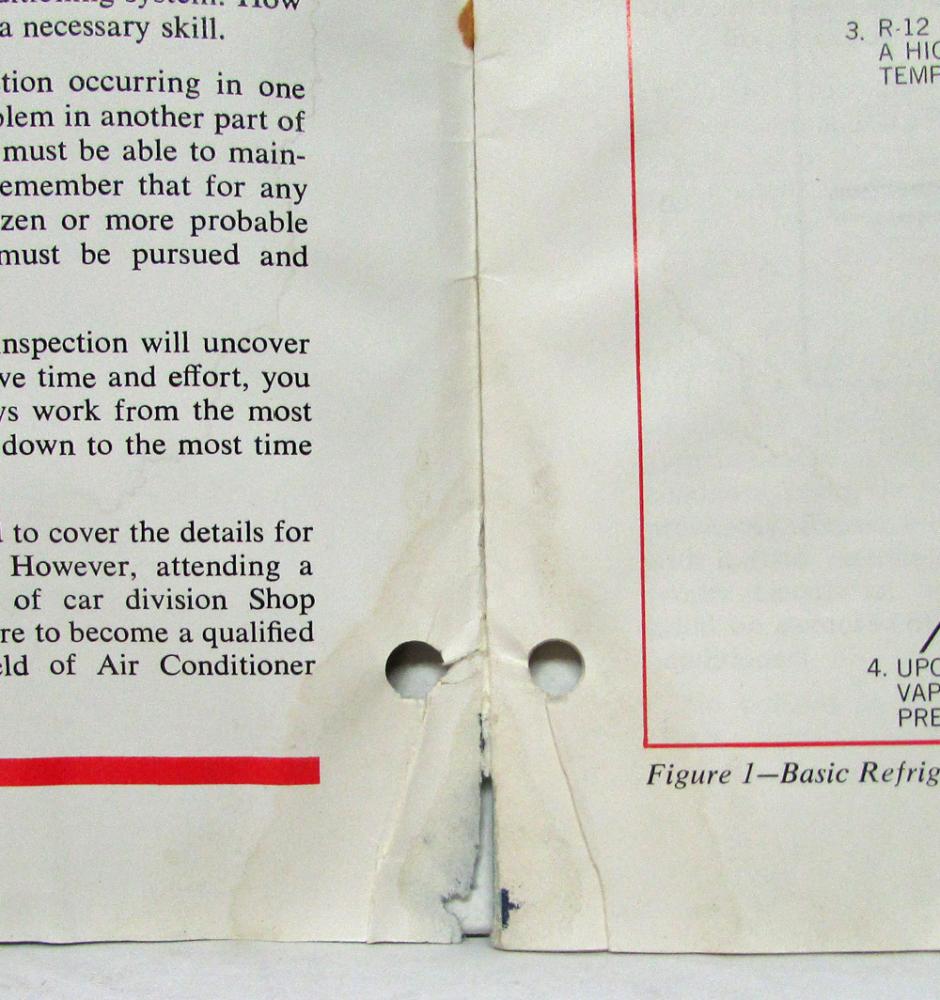 a necessary skill.
tion occurring in one
lem in another part of
must be able to main-
emember that for any
zen or more probable
must be pursued and
nspection will uncover
ve time and effort, you
s work from the most
down to the most time
to cover the details for
However, attending a
of car division Shop
re to become a qualified
eld of Air Conditioner
3. R-12
A HIG
TEMP
4. UPO
VAP
PRE
Figure 1—Basic Refrig